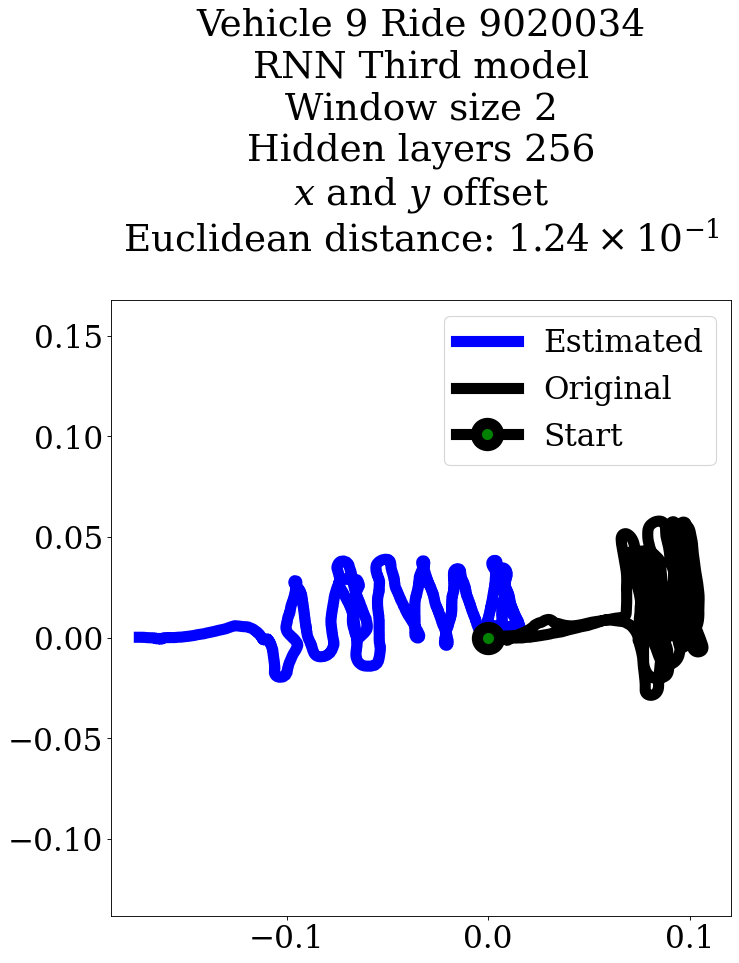 Vehicle 9 Ride 9020034
RNN Third model
Window size 2
Hidden layers 256
x and y offset
Euclidean distance: 1.24 × 10⁻¹
Estimated
Original
Start
0.15
0.10
0.05
0.00
−0.05
−0.10
−0.1 0.0 0.1